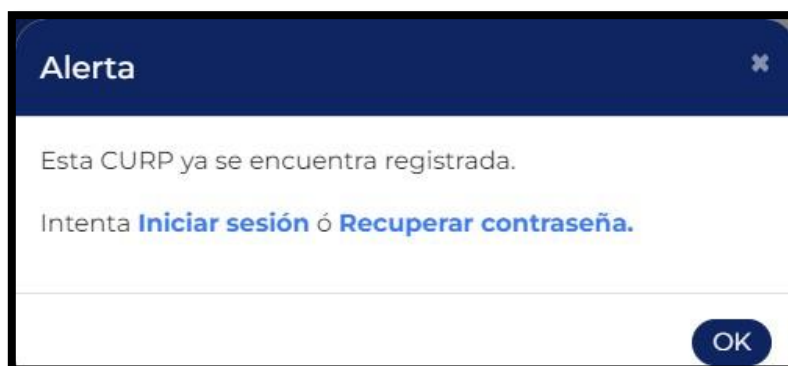 Alerta
Esta CURP ya se encuentra registrada.
Intenta Iniciar sesión ó Recuperar contraseña.
OK